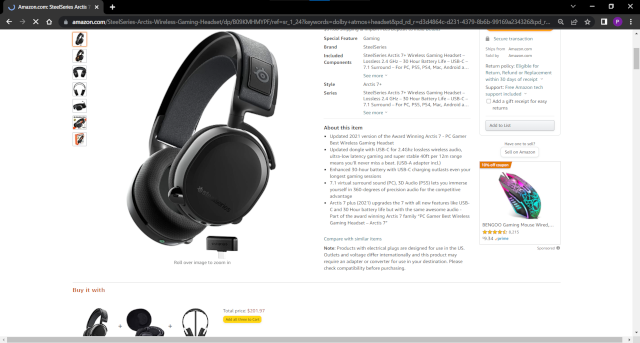 Amazon.com: SteelSeries Arctis
amazon.com/SteelSeries-Arctis-Wireless-Gaming-Headset/dp/B09KMHMYPF/
Special Feature Gaming
Brand SteelSeries
Included Components SteelSeries Arctis 7+ Wireless Gaming Headset - Lossless 2.4 GHz - 30 Hour Battery Life - USB-C - 7.1 Surround - For PC, PS5, PS4, Mac, Android a...
See more
Style Arctis 7+
Series SteelSeries Arctis 7+ Wireless Gaming Headset - Lossless 2.4 GHz - 30 Hour Battery Life - USB-C - 7.1 Surround - For PC, PS5, PS4, Mac, Android a...
See more
About this item
Updated 2021 version of the Award Winning Arctis 7 - PC Gamer
Best Wireless Gaming Headset
Updated dongle with USB-C for 2.4Ghz lossless wireless audio,
ultra-low latency gaming and super-stable 40ft per 12m range
means you'll never miss a beat. (USB-A adapter incl.)
Enhanced 30-hour battery with USB-C charging outlasts even your
longest gaming sessions
7.1 virtual surround sound (PC), 3D Audio (PS5) lets you immerse
yourself in 360 degrees of precision audio for the competitive
advantage
Arctis 7 plus (2021) upgrades the 7 with all new features like USB-
C and 30 Hour battery life but with the same awesome audio -
Part of the award winning Arctis 7 family "PC Gamer Best Wireless
Gaming Headset – Arctis 7"
Compare with similar items
Note: Products with electrical plugs are designed for use in the US.
Outlets and voltage differ internationally and this product may
require an adapter or converter for use in your destination. Please
check compatibility before purchasing.
Roll over image to zoom in
Secure transaction
Ships from Amazon.com
Sold by Amazon.com
Return policy: Eligible for
Return, Refund or Replacement
within 30 days of receipt
Support: Free Amazon tech
support included
Add a gift receipt for easy
returns
Add to List
Have one to sell?
Sell on Amazon
BENGOO Gaming Mouse Wired, ...
prime
Sponsored
Buy it with
+
+
Total price: $201.97
Add all three to Cart